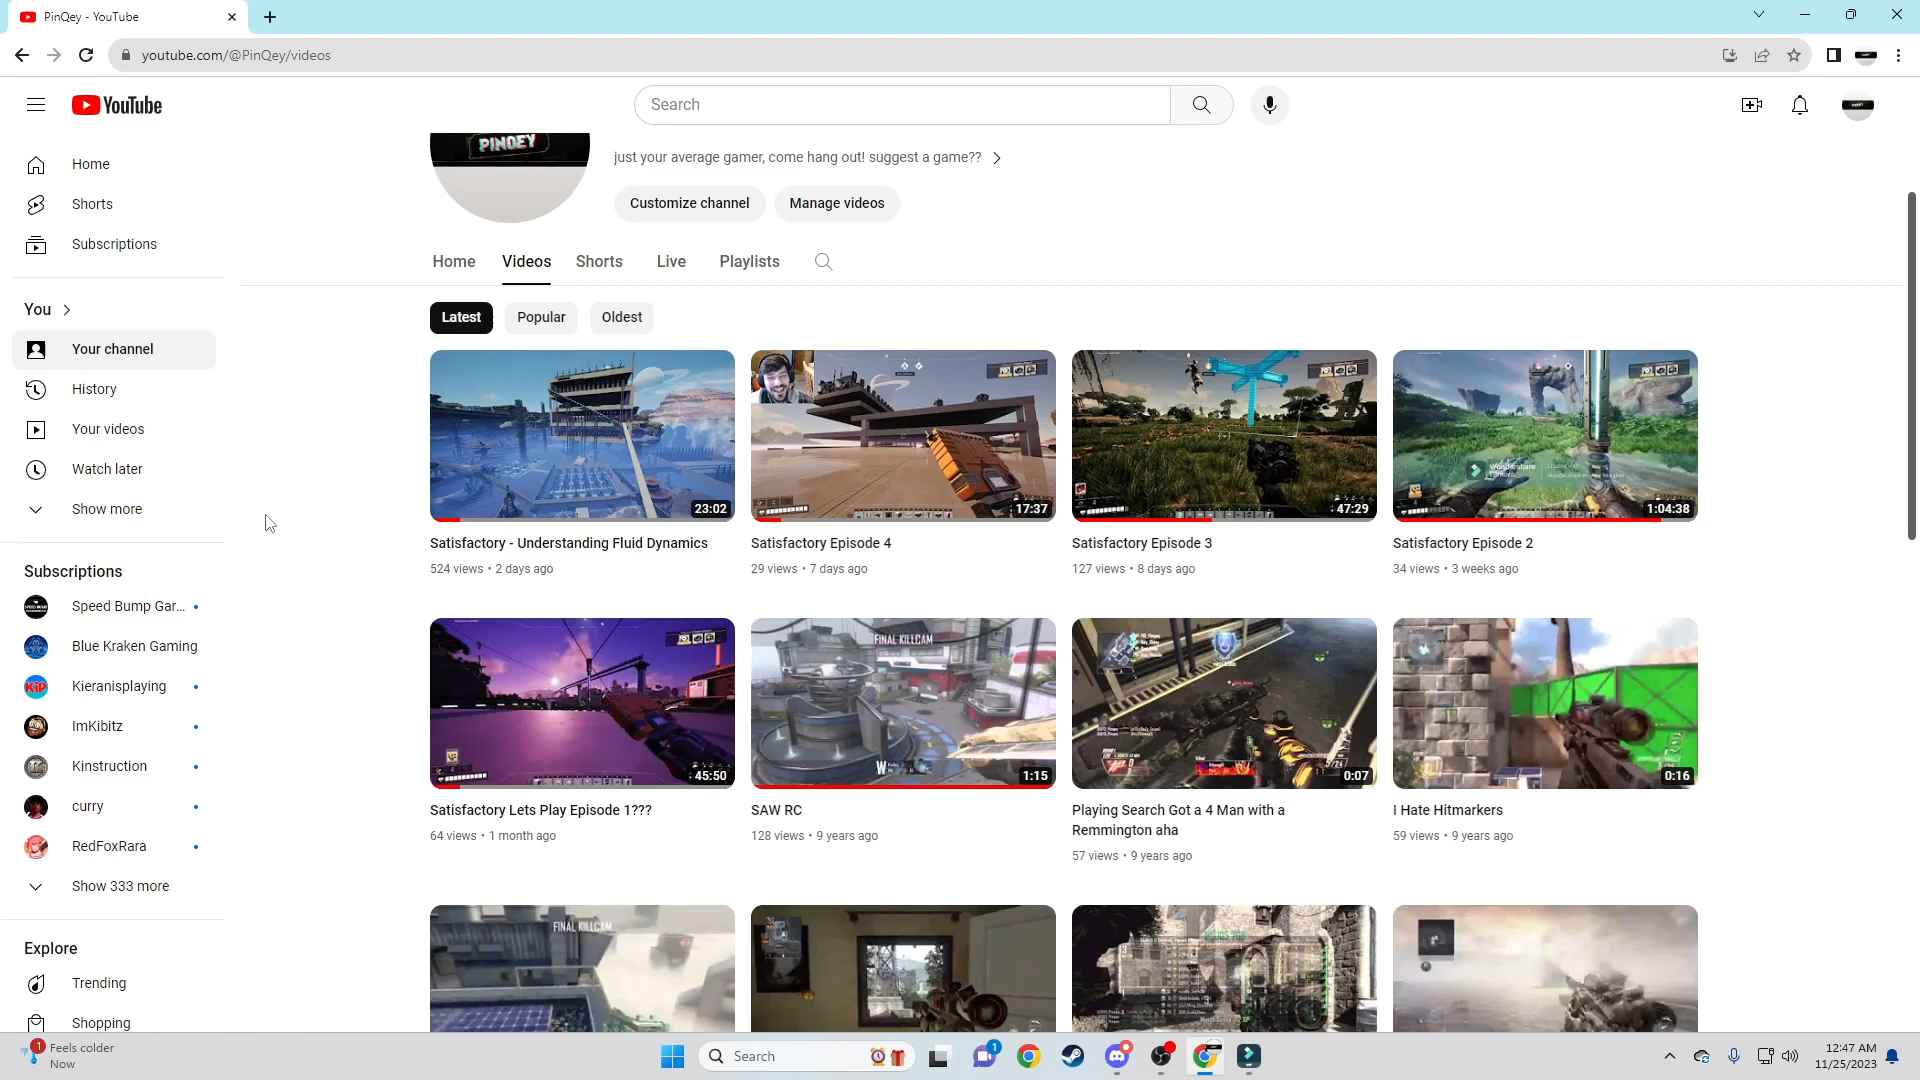 PinQey - YouTube
youtube.com/@PinQey/videos
YouTube
Search
PINQEY
just your average gamer, come hang out! suggest a game??
Customize channel
Manage videos
Home
Shorts
Subscriptions
You
Your channel
History
Your videos
Watch later
Show more
Subscriptions
Speed Bump Gar...
Blue Kraken Gaming
Kieranisplaying
ImKibitz
Kinstruction
curry
RedFoxRara
Show 333 more
Explore
Trending
Shopping
Home
Videos
Shorts
Live
Playlists
Latest
Popular
Oldest
23:02
Satisfactory - Understanding Fluid Dynamics
524 views • 2 days ago
17:37
Satisfactory Episode 4
29 views • 7 days ago
47:29
Satisfactory Episode 3
127 views • 8 days ago
Wondershare
1:04:38
Satisfactory Episode 2
34 views • 3 weeks ago
45:50
Satisfactory Lets Play Episode 1???
64 views • 1 month ago
FINAL KILLCAM
1:15
SAW RC
128 views • 9 years ago
0:07
Playing Search Got a 4 Man with a
Remmington aha
57 views • 9 years ago
0:16
I Hate Hitmarkers
59 views • 9 years ago
FINAL KILLCAM
1
Feels colder
Now
Search
1
12:47 AM
11/25/2023